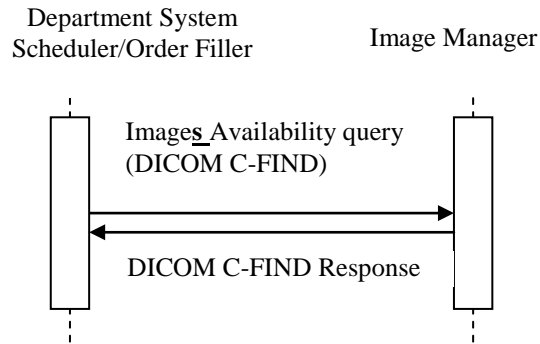 Department System
Scheduler/Order Filler
Image Manager
Images Availability query
(DICOM C-FIND)
DICOM C-FIND Response